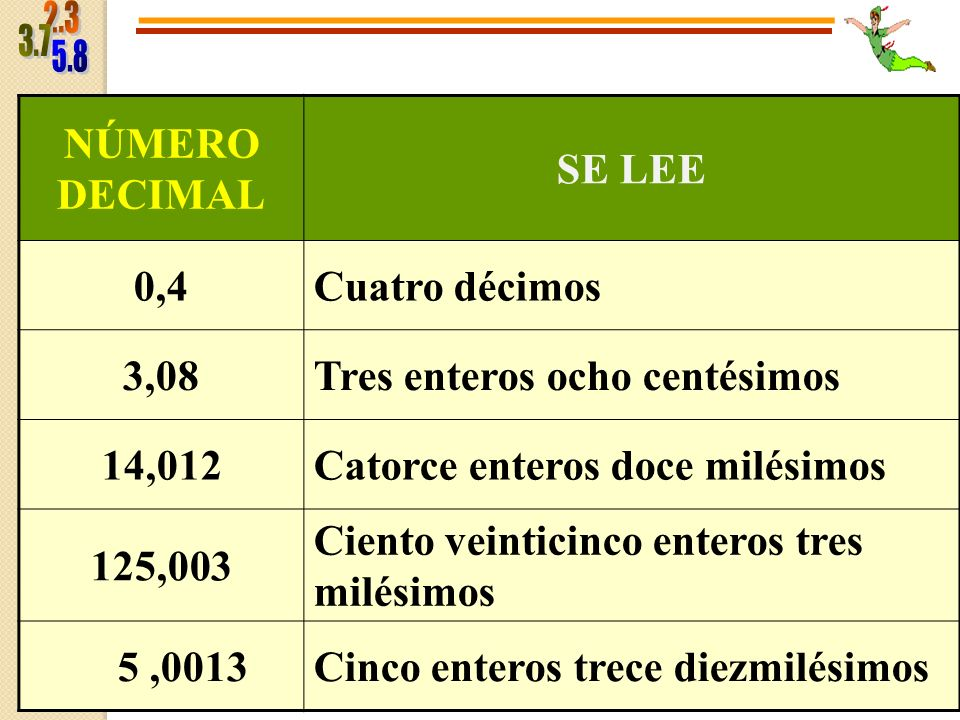 2.3
3.7
5.8
NÚMERO
DECIMAL
SE LEE
0,4
Cuatro décimos
3,08
Tres enteros ocho centésimos
14,012
Catorce enteros doce milésimos
125,003
Ciento veinticinco enteros tres
milésimos
5 ,0013
Cinco enteros trece diezmilésimos